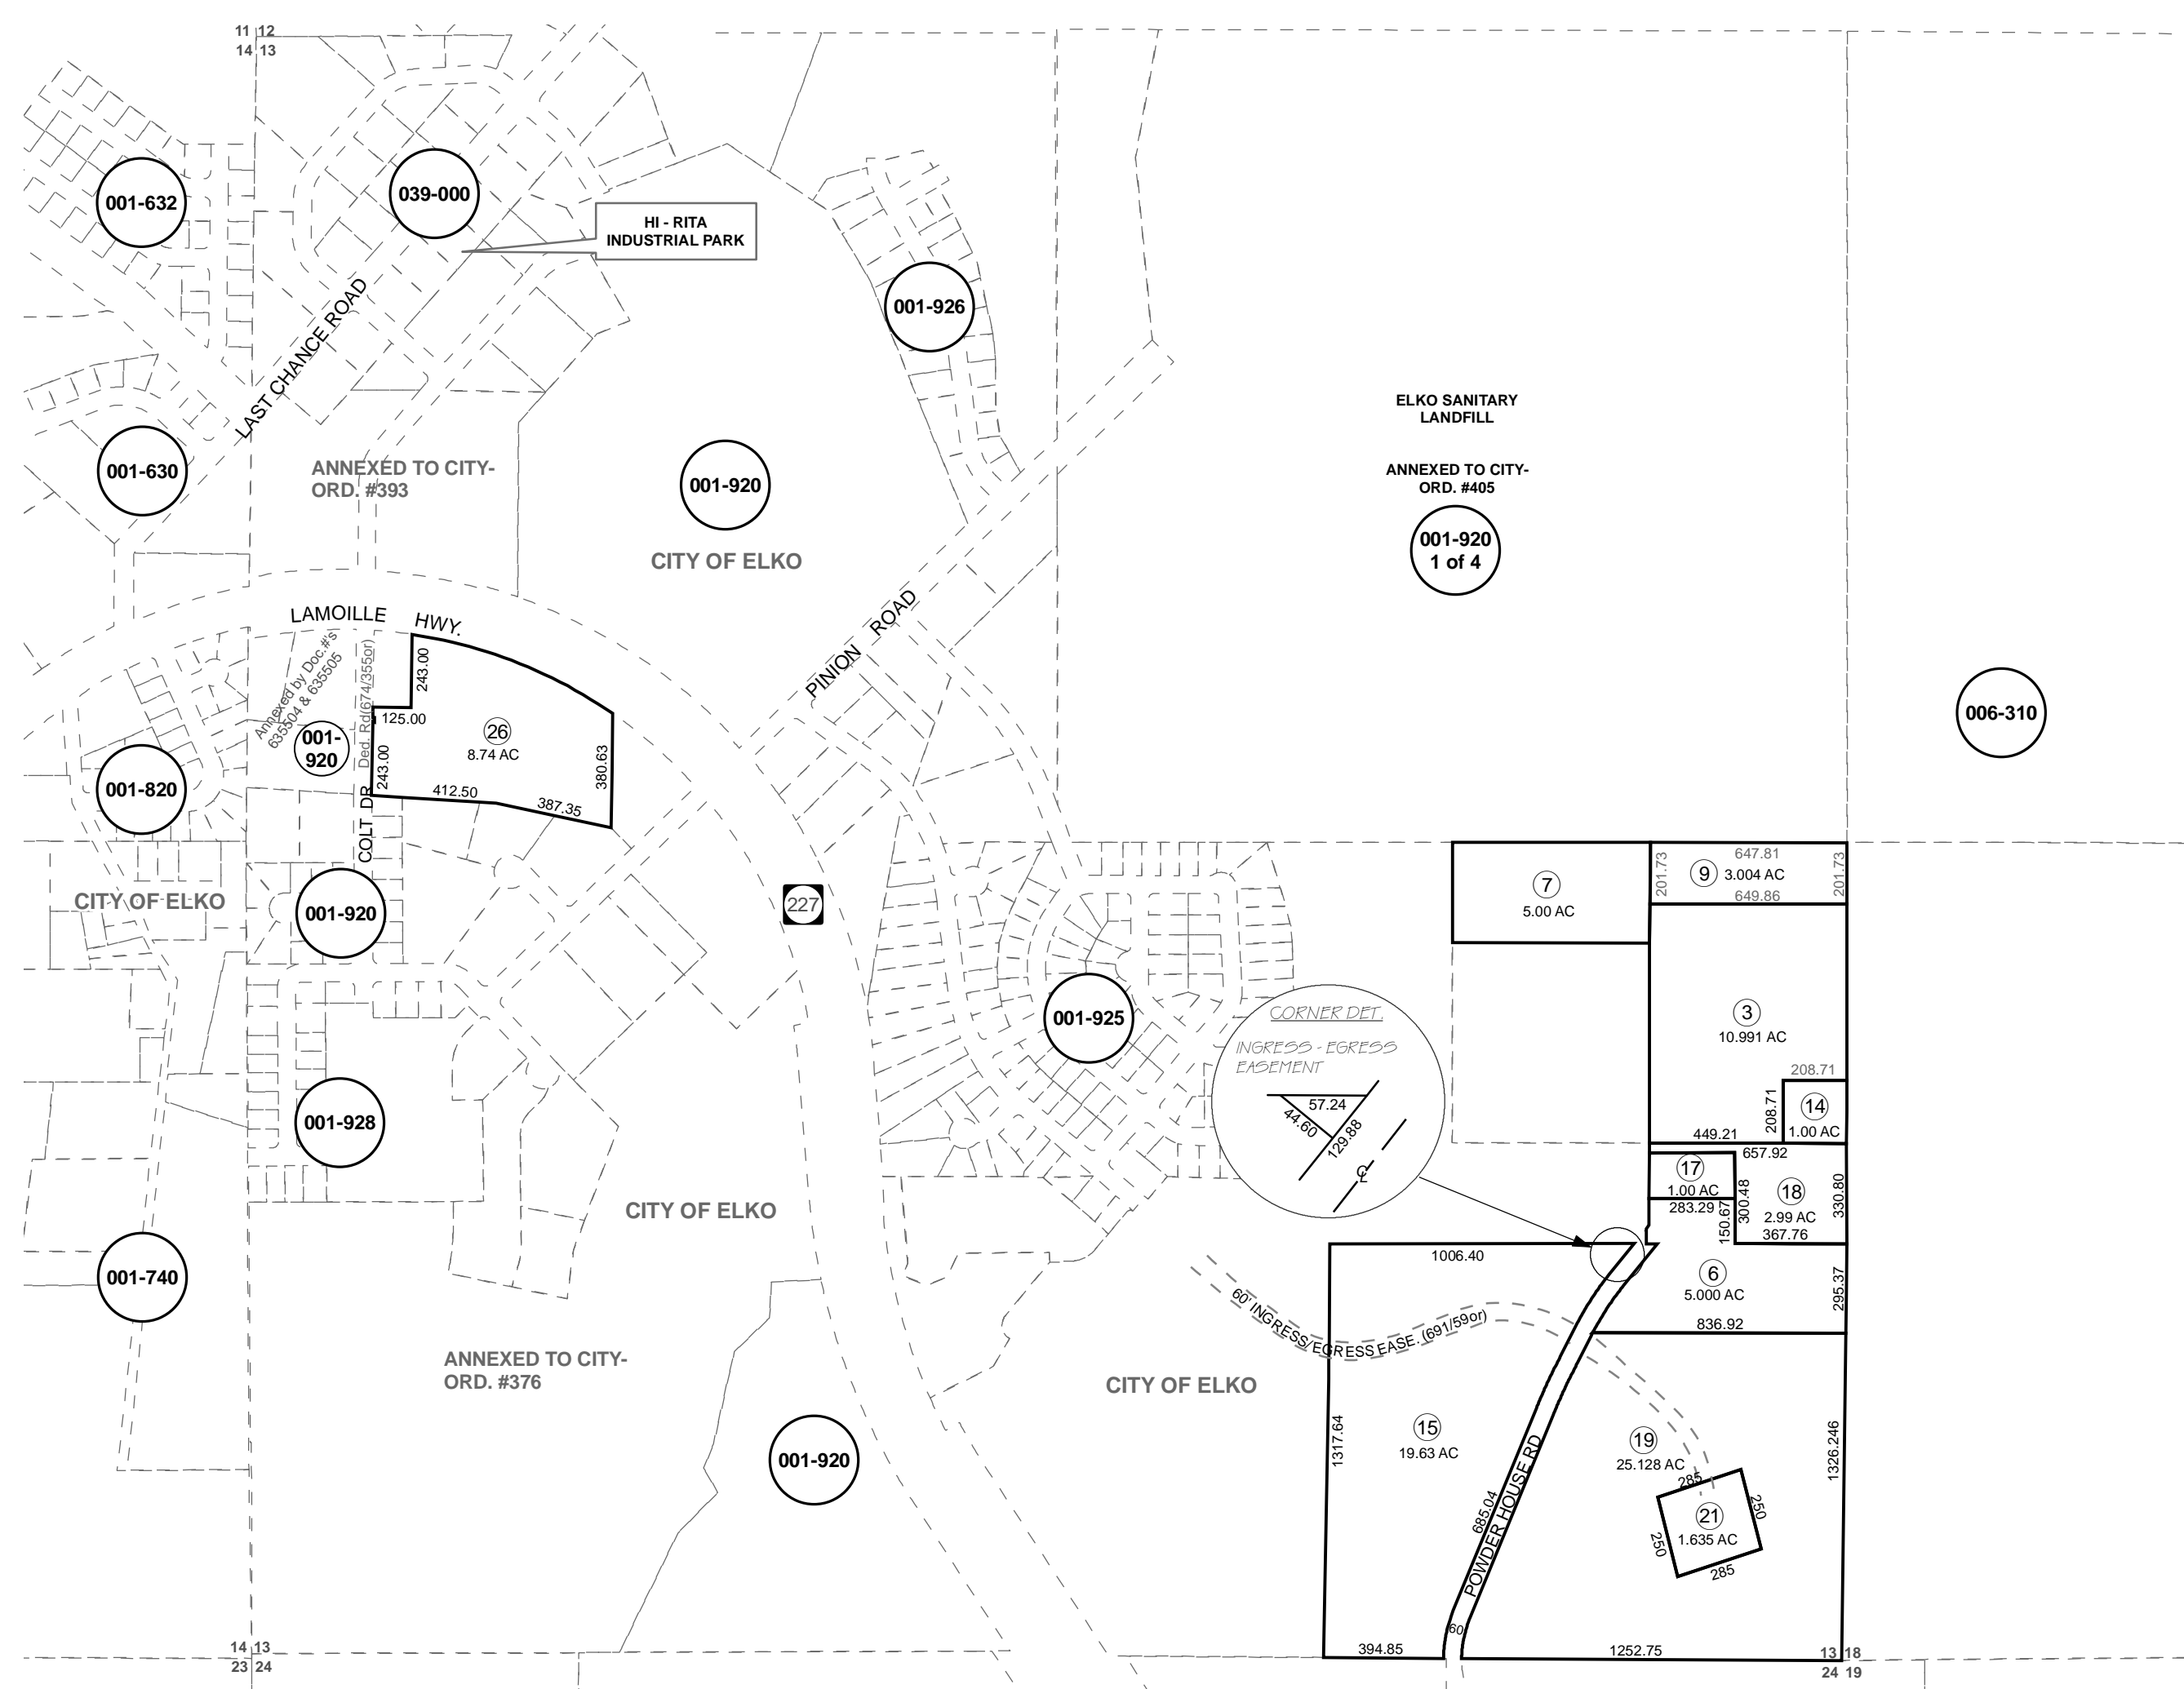 11 12
14 13
001-632
039-000
HI - RITA
INDUSTRIAL PARK
001-926
LAST CHANCE ROAD
ELKO SANITARY
LANDFILL
001-630
ANNEXED TO CITY-
ORD. #393
001-920
ANNEXED TO CITY-
ORD. #405
001-920
1 of 4
CITY OF ELKO
LAMOILLE HWY.
PINION ROAD
Annexed by Doc.#'s
635504 & 635505
Ded. Rd(674/355or)
243.00
125.00
26
8.74 AC
243.00
380.63
412.50
387.35
001-
920
006-310
001-820
COLT DR
CITY OF ELKO
001-920
227
7
5.00 AC
647.81
201.73
9
3.004 AC
201.73
649.86
001-925
CORNER DET.
INGRESS - EGRESS
EASEMENT
57.24
44.60
129.88
CL
3
10.991 AC
208.71
208.71
14
1.00 AC
449.21
657.92
001-928
17
1.00 AC
283.29
300.48
150.67
18
2.99 AC
367.76
330.80
CITY OF ELKO
001-740
1006.40
6
5.000 AC
295.37
836.92
60' INGRESS/EGRESS EASE. (691/59or)
ANNEXED TO CITY-
ORD. #376
CITY OF ELKO
001-920
1317.64
15
19.63 AC
685.04
POWDER HOUSE RD
19
25.128 AC
1326.246
285
250
21
1.635 AC
250
285
60
394.85
1252.75
14 13
23 24
13 18
24 19